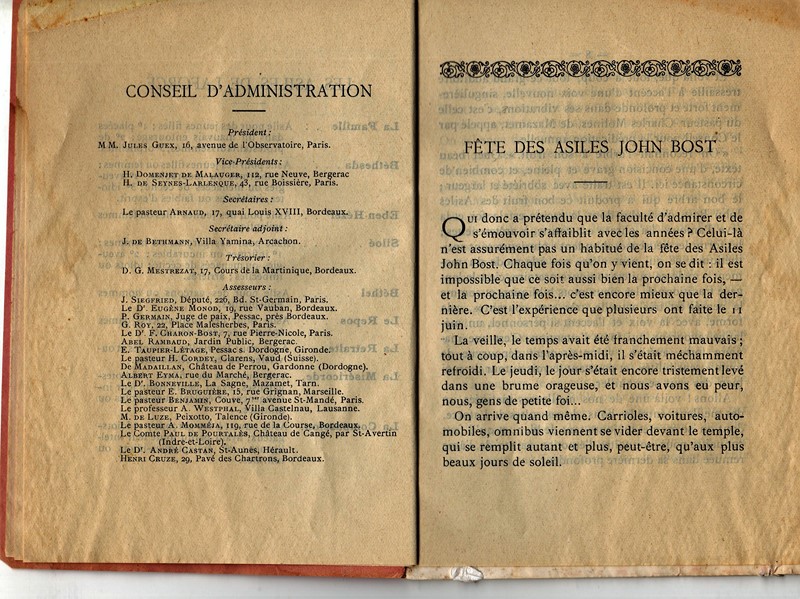 CONSEIL D'ADMINISTRATION
Président :
MM. JULES GUEX, 16, avenue de l'Observatoire, Paris.
Vice-Présidents :
H. DOMENJET DE MALAUGER, 112, rue Neuve, Bergerac
H. DE SEYNES-LARLENQUE, 48, rue Boissière, Paris.
Secrétaires :
Le pasteur ARNAUD, 17, quai Louis XVIII, Bordeaux.
Secrétaire adjoint :
J. DE BETHMANN, Villa Yamina, Arcachon.
Trésorier :
D. G. MESTREZAT, 17, Cours de la Martinique, Bordeaux.
Assesseurs :
J. SIEGFRIED, Député, 226, Bd. St-Germain, Paris.
Le Dr. EUGÈNE MONOD, 19, rue Vauban, Bordeaux.
P. GERMAIN, Juge de paix, Pessac, près Bordeaux.
G. ROY, 22, Place Malesherbes, Paris.
Le Dr. F. CHARON-BOST, 7, rue Pierre-Nicole, Paris.
ABEL RAMBAUD, Jardin Public, Bergerac.
E. TAUPIER-LÉTAGE, Pessac s. Dordogne, Gironde.
Le pasteur H. CORDEY, Clarens, Vaud (Suisse).
DE MADAILLAN, Château de Perrou, Gardonne (Dordogne).
ALBERT EYMA, rue du Marché, Bergerac.
Le Dr. BONNEVILLE, La Sagne, Mazamet, Tarn.
Le pasteur E. BRUGUIÈRE, 15, rue Grignan, Marseille.
Le pasteur BENJAMIN, Couve, 7 avenue St-Mandé, Paris.
Le professeur A. WESTPHAL, Villa Castelnau, Lausanne.
M. DE LUZE, Peixotto, Talence (Gironde).
Le pasteur A. MOMMÉJA, 119, rue de la Course, Bordeaux.
Le Comte PAUL DE POURTALÈS, Château de Cangé, par St-Avertin
(Indre-et-Loire).
Le Dr. ANDRÉ CASTAN, St-Aunès, Hérault.
HENRI CRUZE, 29, Pavé des Chartrons, Bordeaux.
FÊTE DES ASILES JOHN BOST
QUI donc a prétendu que la faculté d'admirer et de
s'émouvoir s'affaiblit avec les années ? Celui-là
n'est assurément pas un habitué de la fête des Asiles
John Bost. Chaque fois qu'on y vient, on se dit : il est
impossible que ce soit aussi bien la prochaine fois, —
et la prochaine fois... c'est encore mieux que la der-
nière. C'est l'expérience que plusieurs ont faite le 11
juin.
La veille, le temps avait été franchement mauvais ;
tout à coup, dans l'après-midi, il s'était méchamment
refroidi. Le jeudi, le jour s'était encore tristement levé
dans une brume orageuse, et nous avons eu peur,
nous, gens de petite foi...
On arrive quand même. Carrioles, voitures, auto-
mobiles, omnibus viennent se vider devant le temple,
qui se remplit autant et plus, peut-être, qu'aux plus
beaux jours de soleil.